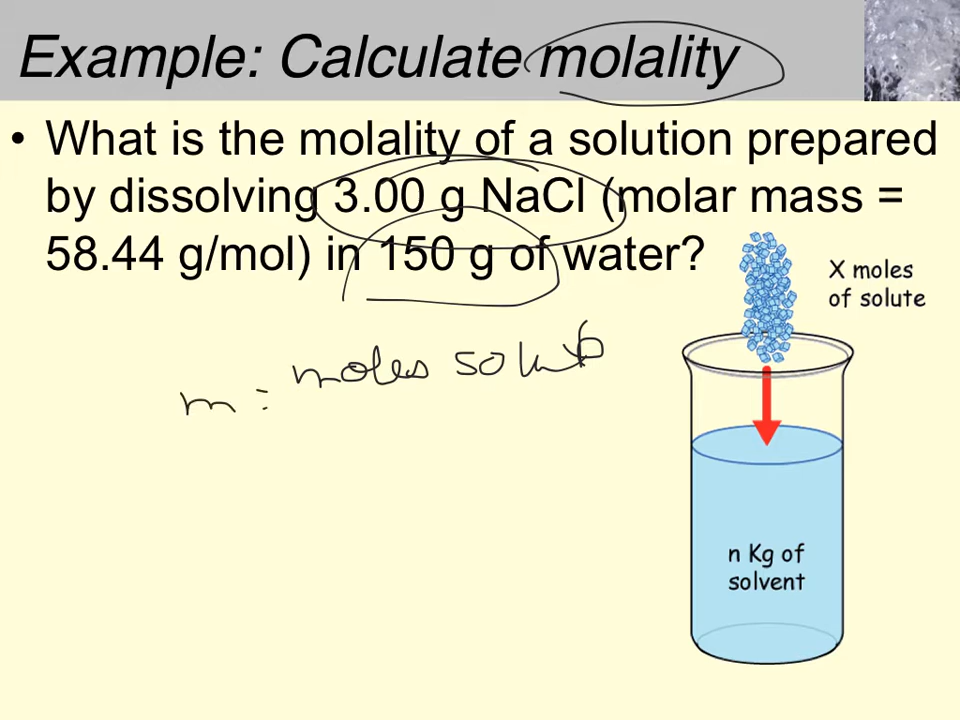 Example: Calculate molality
• What is the molality of a solution prepared
by dissolving 3.00 g NaCl (molar mass =
58.44 g/mol) in 150 g of water?
X moles
of solute
m = moles solute
n Kg of
solvent